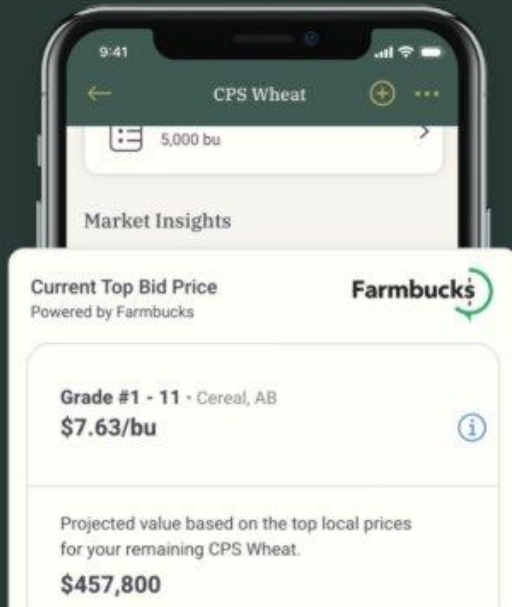 9:41
CPS Wheat
5,000 bu
Market Insights
Current Top Bid Price
Farmbucks
Powered by Farmbucks
Grade #1 - 11 · Cereal, AB
$7.63/bu
Projected value based on the top local prices
for your remaining CPS Wheat.
$457,800